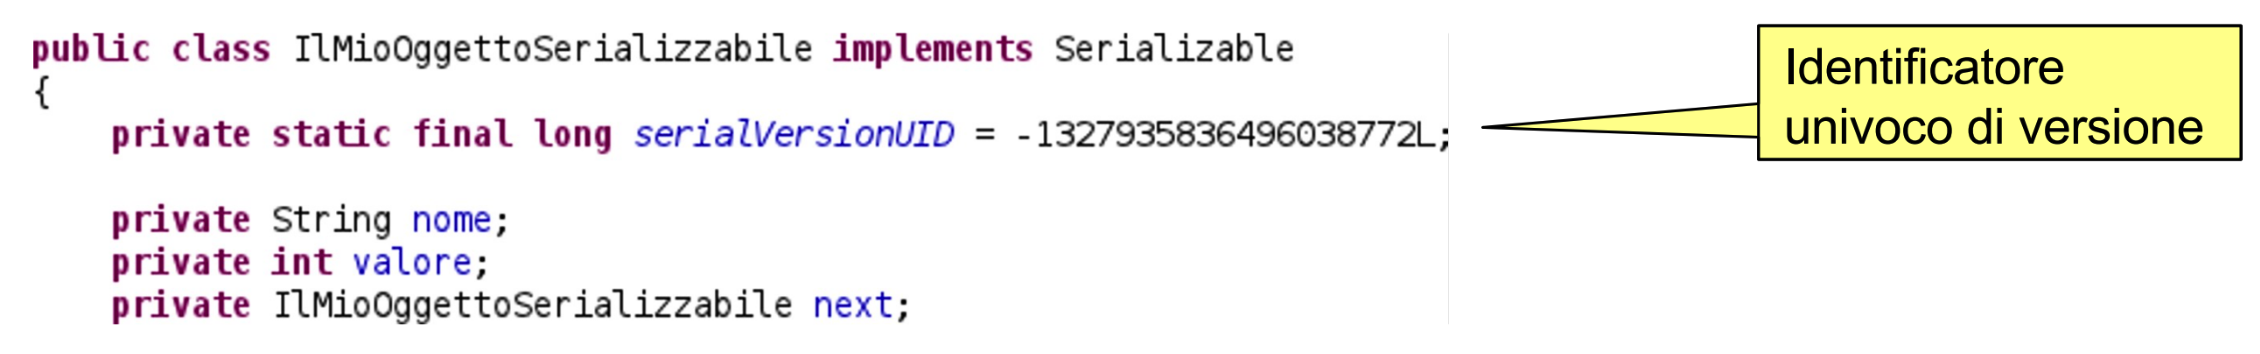 public class IlMioOggettoSerializzabile implements Serializable
{
private static final long serialVersionUID = -1327935836496038772L;
Identificatore
univoco di versione
private String nome;
private int valore;
private IlMioOggettoSerializzabile next;